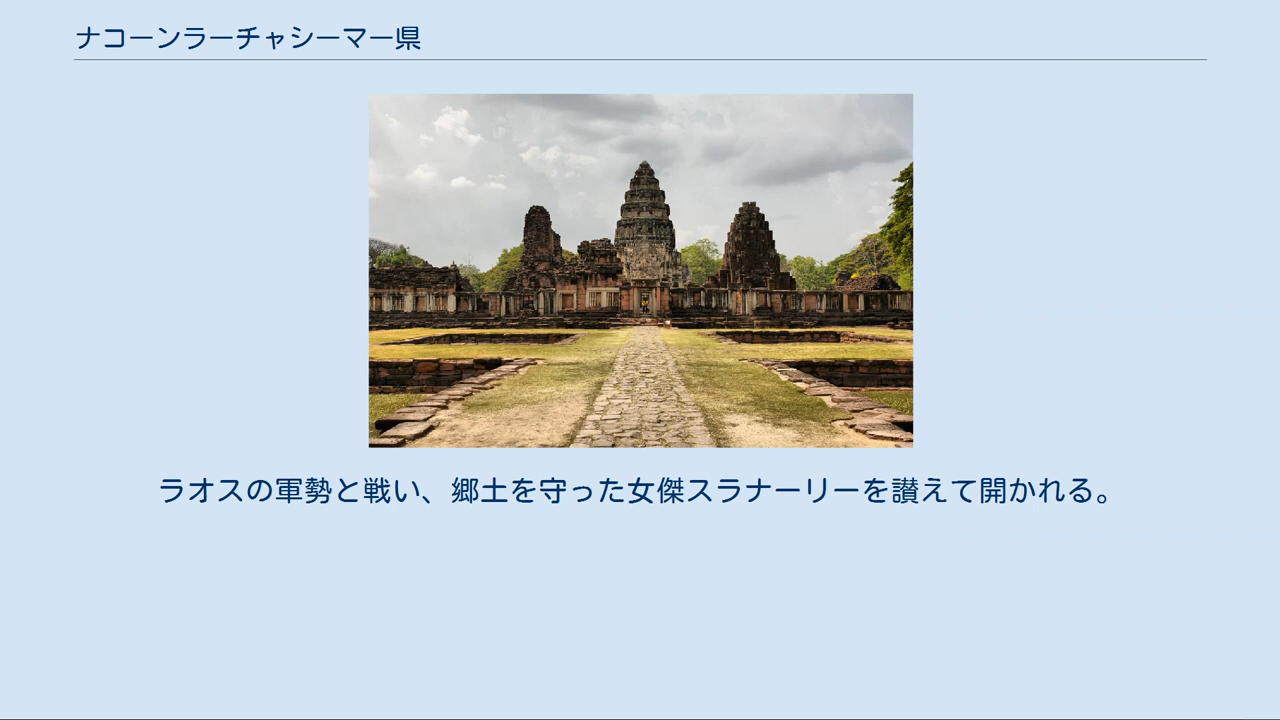 ナコーンラーチャシーマー県
ラオスの軍勢と戦い、郷土を守った女傑スラナーリーを讃えて開かれる。